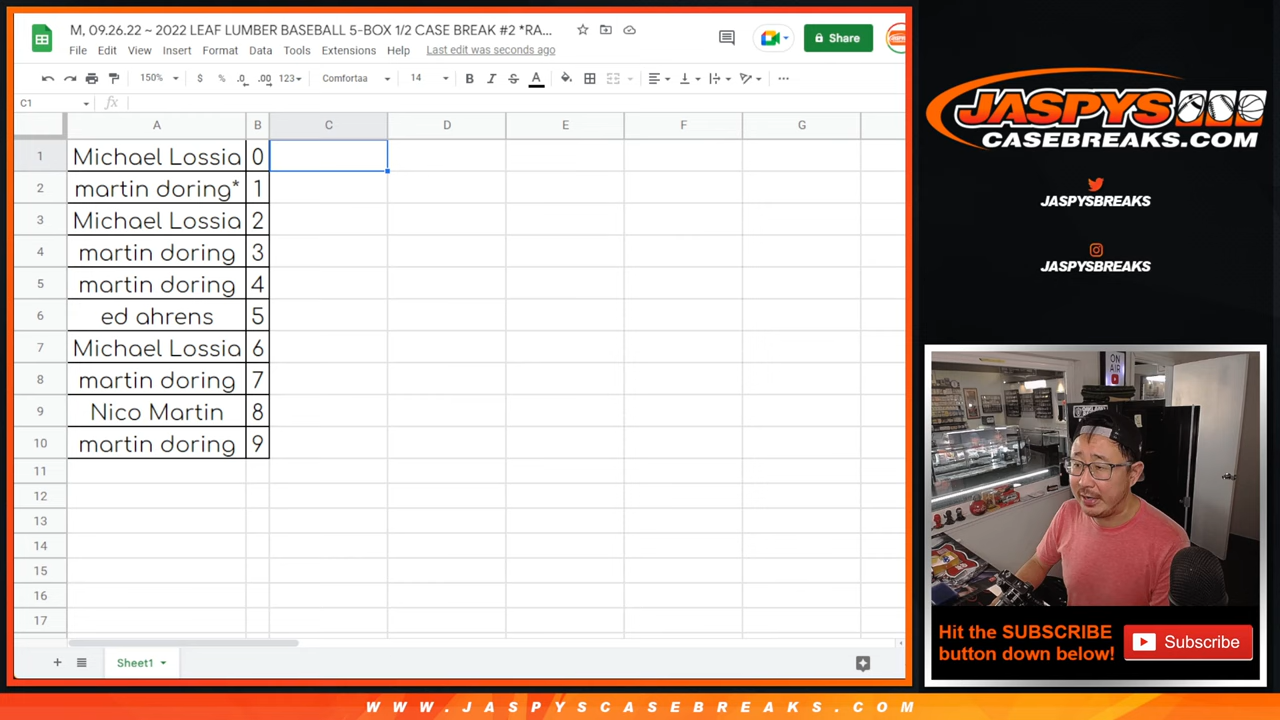 M, 09.26.22 ~ 2022 LEAF LUMBER BASEBALL 5-BOX 1/2 CASE BREAK #2 *RA...
File Edit View Insert Format Data Tools Extensions Help Last edit was seconds ago
Share
150% $ % .0 .00 123 Comfortaa 14 B I S A
C1 fx
A B C D E F G
1 Michael Lossia 0
2 martin doring* 1
3 Michael Lossia 2
4 martin doring 3
5 martin doring 4
6 ed ahrens 5
7 Michael Lossia 6
8 martin doring 7
9 Nico Martin 8
10 martin doring 9
11
12
13
14
15
16
17
Sheet1
JASPYS
CASEBREAKS.COM
JASPYSBREAKS
JASPYSBREAKS
ON
AIR
Hit the SUBSCRIBE
button down below!
Subscribe
WWW.JASPYSCASEBREAKS.COM